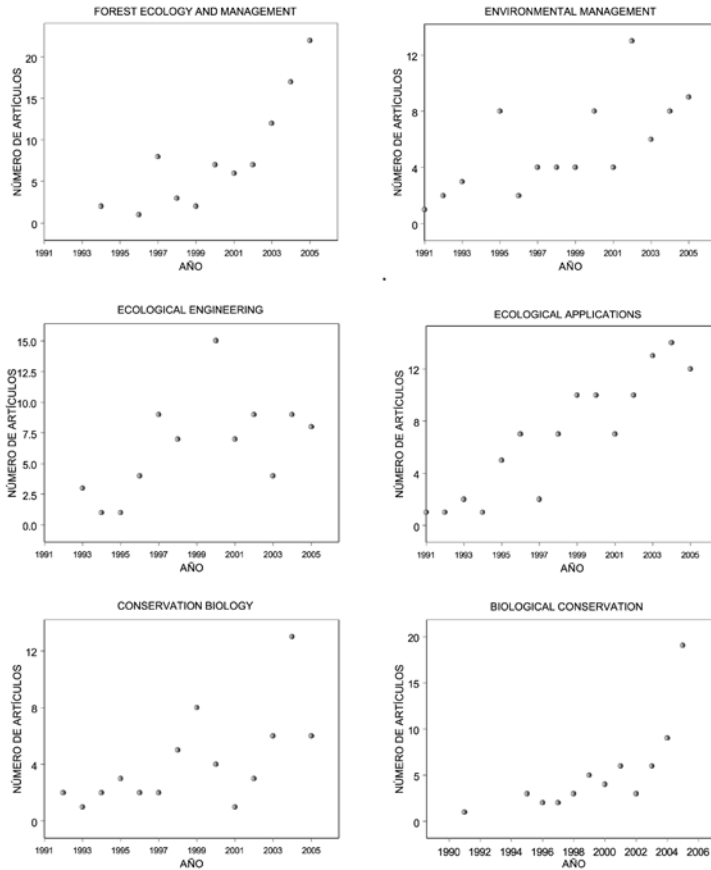 FOREST ECOLOGY AND MANAGEMENT
NÚMERO DE ARTÍCULOS
20
15
10
5
0
1991 1993 1995 1997 1999 2001 2003 2005
AÑO
ENVIRONMENTAL MANAGEMENT
NÚMERO DE ARTÍCULOS
12
8
4
0
1991 1993 1995 1997 1999 2001 2003 2005
AÑO
ECOLOGICAL ENGINEERING
NÚMERO DE ARTÍCULOS
15.0
12.5
10.0
7.5
5.0
2.5
0.0
1991 1993 1995 1997 1999 2001 2003 2005
AÑO
ECOLOGICAL APPLICATIONS
NÚMERO DE ARTÍCULOS
12
8
4
0
1991 1993 1995 1997 1999 2001 2003 2005
AÑO
CONSERVATION BIOLOGY
NÚMERO DE ARTÍCULOS
12
8
4
0
1991 1993 1995 1997 1999 2001 2003 2005
AÑO
BIOLOGICAL CONSERVATION
NÚMERO DE ARTÍCULOS
20
15
10
5
0
1990 1992 1994 1996 1998 2000 2002 2004 2006
AÑO